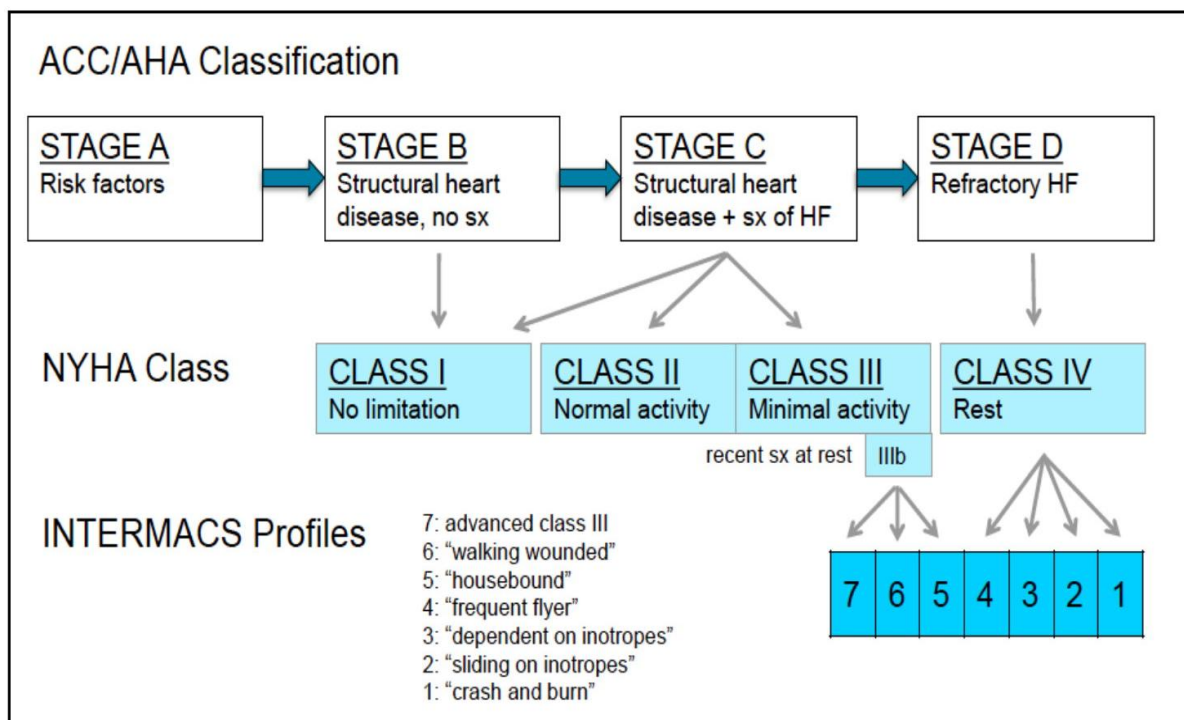 ACC/AHA Classification
STAGE A
Risk factors
STAGE B
Structural heart
disease, no sx
STAGE C
Structural heart
disease + sx of HF
STAGE D
Refractory HF
NYHA Class
CLASS I
No limitation
CLASS II
Normal activity
CLASS III
Minimal activity
CLASS IV
Rest
recent sx at rest
IIIb
INTERMACS Profiles
7: advanced class III
6: “walking wounded”
5: “housebound”
4: “frequent flyer”
3: “dependent on inotropes”
2: “sliding on inotropes”
1: “crash and burn”
7 6 5 4 3 2 1